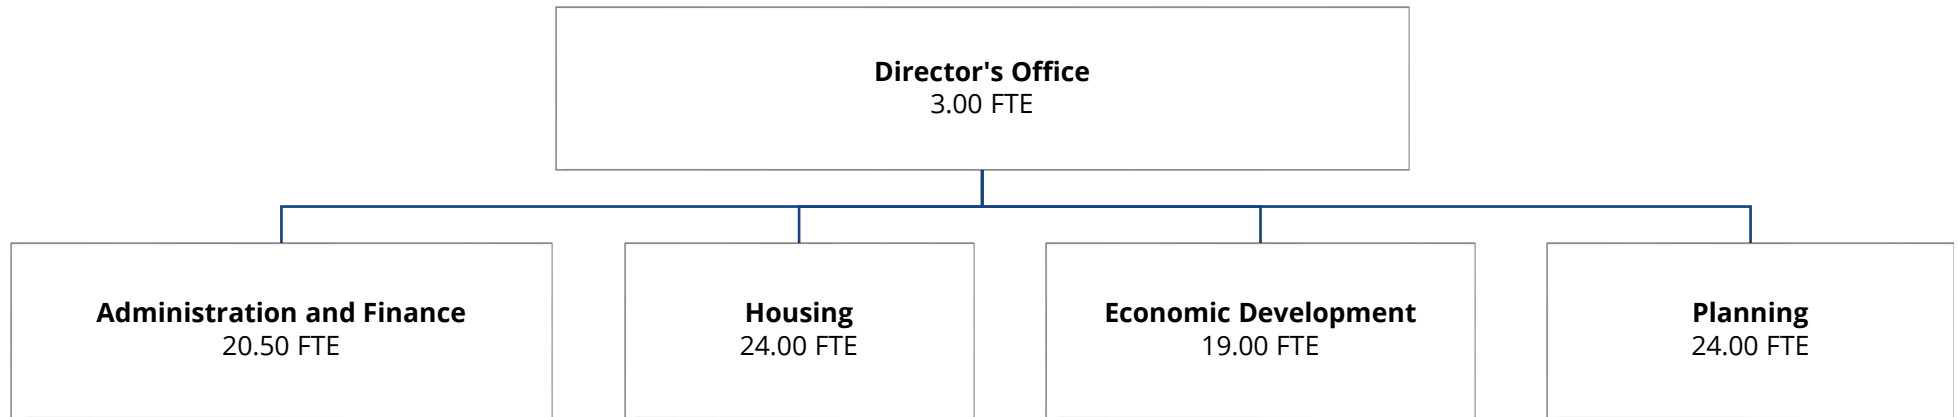 Director's Office
3.00 FTE
Administration and Finance
20.50 FTE
Housing
24.00 FTE
Economic Development
19.00 FTE
Planning
24.00 FTE